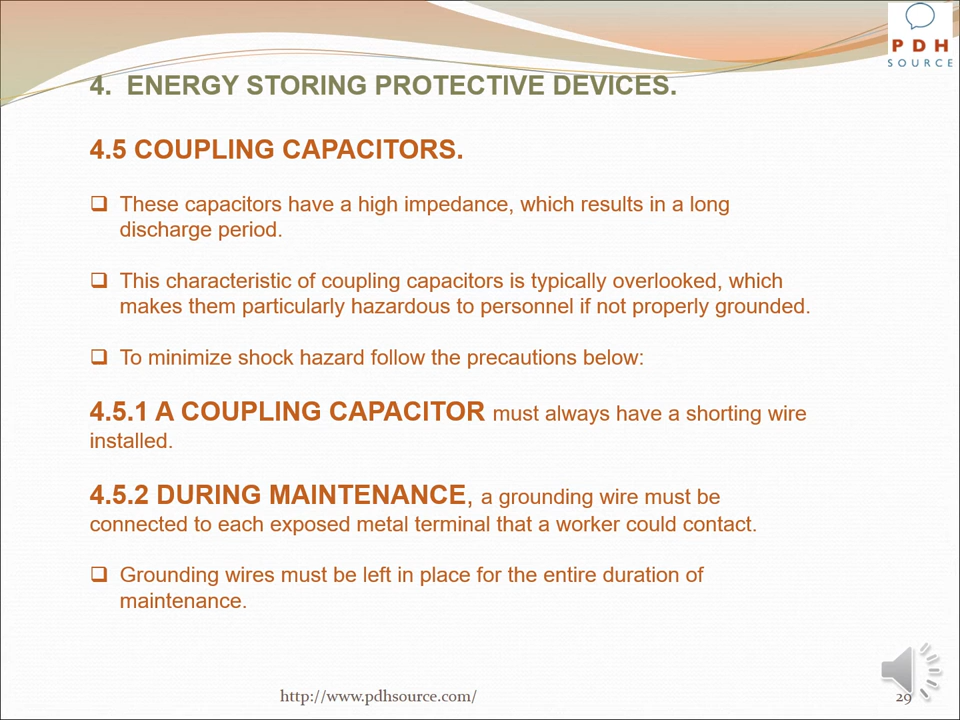 PDH
SOURCE
4. ENERGY STORING PROTECTIVE DEVICES.
4.5 COUPLING CAPACITORS.
❑ These capacitors have a high impedance, which results in a long
discharge period.
❑ This characteristic of coupling capacitors is typically overlooked, which
makes them particularly hazardous to personnel if not properly grounded.
❑ To minimize shock hazard follow the precautions below:
4.5.1 A COUPLING CAPACITOR must always have a shorting wire
installed.
4.5.2 DURING MAINTENANCE, a grounding wire must be
connected to each exposed metal terminal that a worker could contact.
❑ Grounding wires must be left in place for the entire duration of
maintenance.
http://www.pdhsource.com/
29